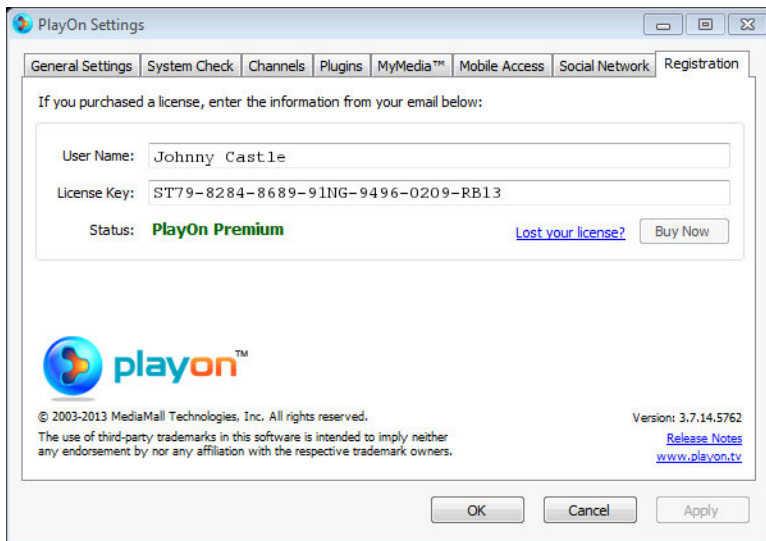 PlayOn Settings
General Settings System Check Channels Plugins MyMedia™ Mobile Access Social Network Registration
If you purchased a license, enter the information from your email below:
User Name: Johnny Castle
License Key: ST79-8284-8689-91NG-9496-0209-RB13
Status: PlayOn Premium Lost your license? Buy Now
playon™
© 2003-2013 MediaMall Technologies, Inc. All rights reserved.
Version: 3.7.14.5762
The use of third-party trademarks in this software is intended to imply neither
Release Notes
any endorsement by nor any affiliation with the respective trademark owners.
www.playon.tv
OK Cancel Apply